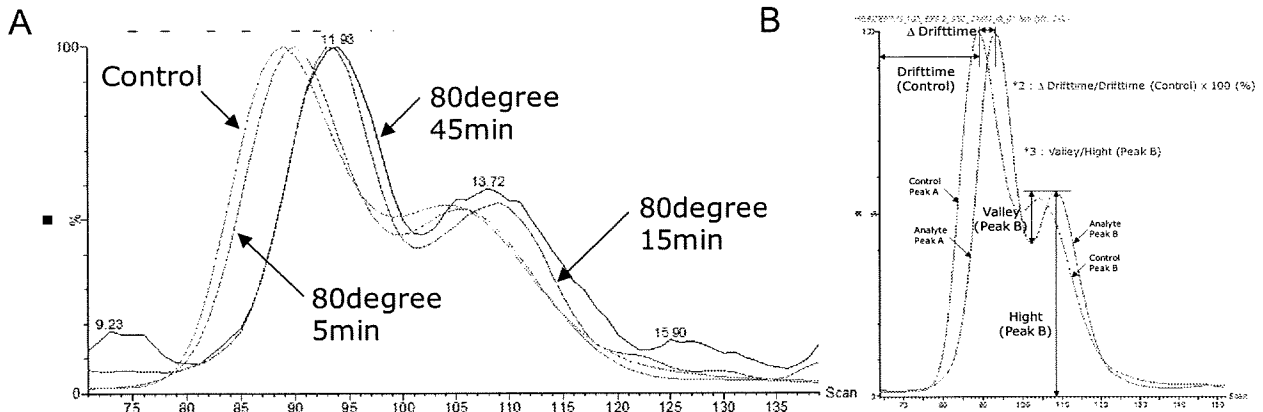 A
11.93
100
Control
80degree
45min
13.72
%
80degree
15min
80degree
5min
9.23
15.90
0
Scan
75 80 85 90 95 100 105 110 115 120 125 130 135
B
Δ Drifttime
Drifttime
(Control)
*2 : Δ Drifttime/Drifttime (Control) x 100 (%)
*3 : Valley/Hight (Peak B)
Control
Peak A
Valley
(Peak B)
Analyte
Peak A
Analyte
Peak B
Control
Peak B
Hight
(Peak B)
Scan